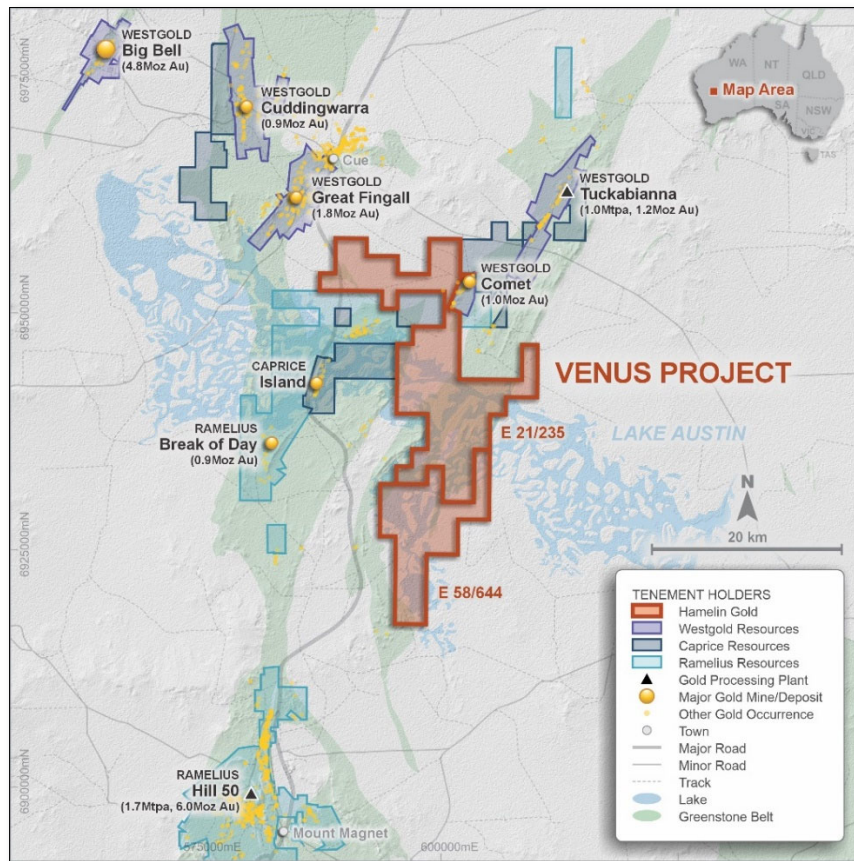 WESTGOLD
Big Bell
(4.8Moz Au)
WESTGOLD
Cuddingwarra
(0.9Moz Au)
Cue
WESTGOLD
Great Fingall
(1.8Moz Au)
WESTGOLD
Tuckabianna
(1.0Mtpa, 1.2Moz Au)
WESTGOLD
Comet
(1.0Moz Au)
CAPRICE
Island
RAMELIUS
Break of Day
(0.9Moz Au)
VENUS PROJECT
E 21/235
LAKE AUSTIN
E 58/644
RAMELIUS
Hill 50
(1.7Mtpa, 6.0Moz Au)
Mount Magnet
6975000mN
6950000mN
6925000mN
6900000mN
575000mE
600000mE
WA
NT
QLD
SA
NSW
VIC
TAS
Map Area
N
20 km
TENEMENT HOLDERS
Hamelin Gold
Westgold Resources
Caprice Resources
Ramelius Resources
Gold Processing Plant
Major Gold Mine/Deposit
Other Gold Occurrence
Town
Major Road
Minor Road
Track
Lake
Greenstone Belt